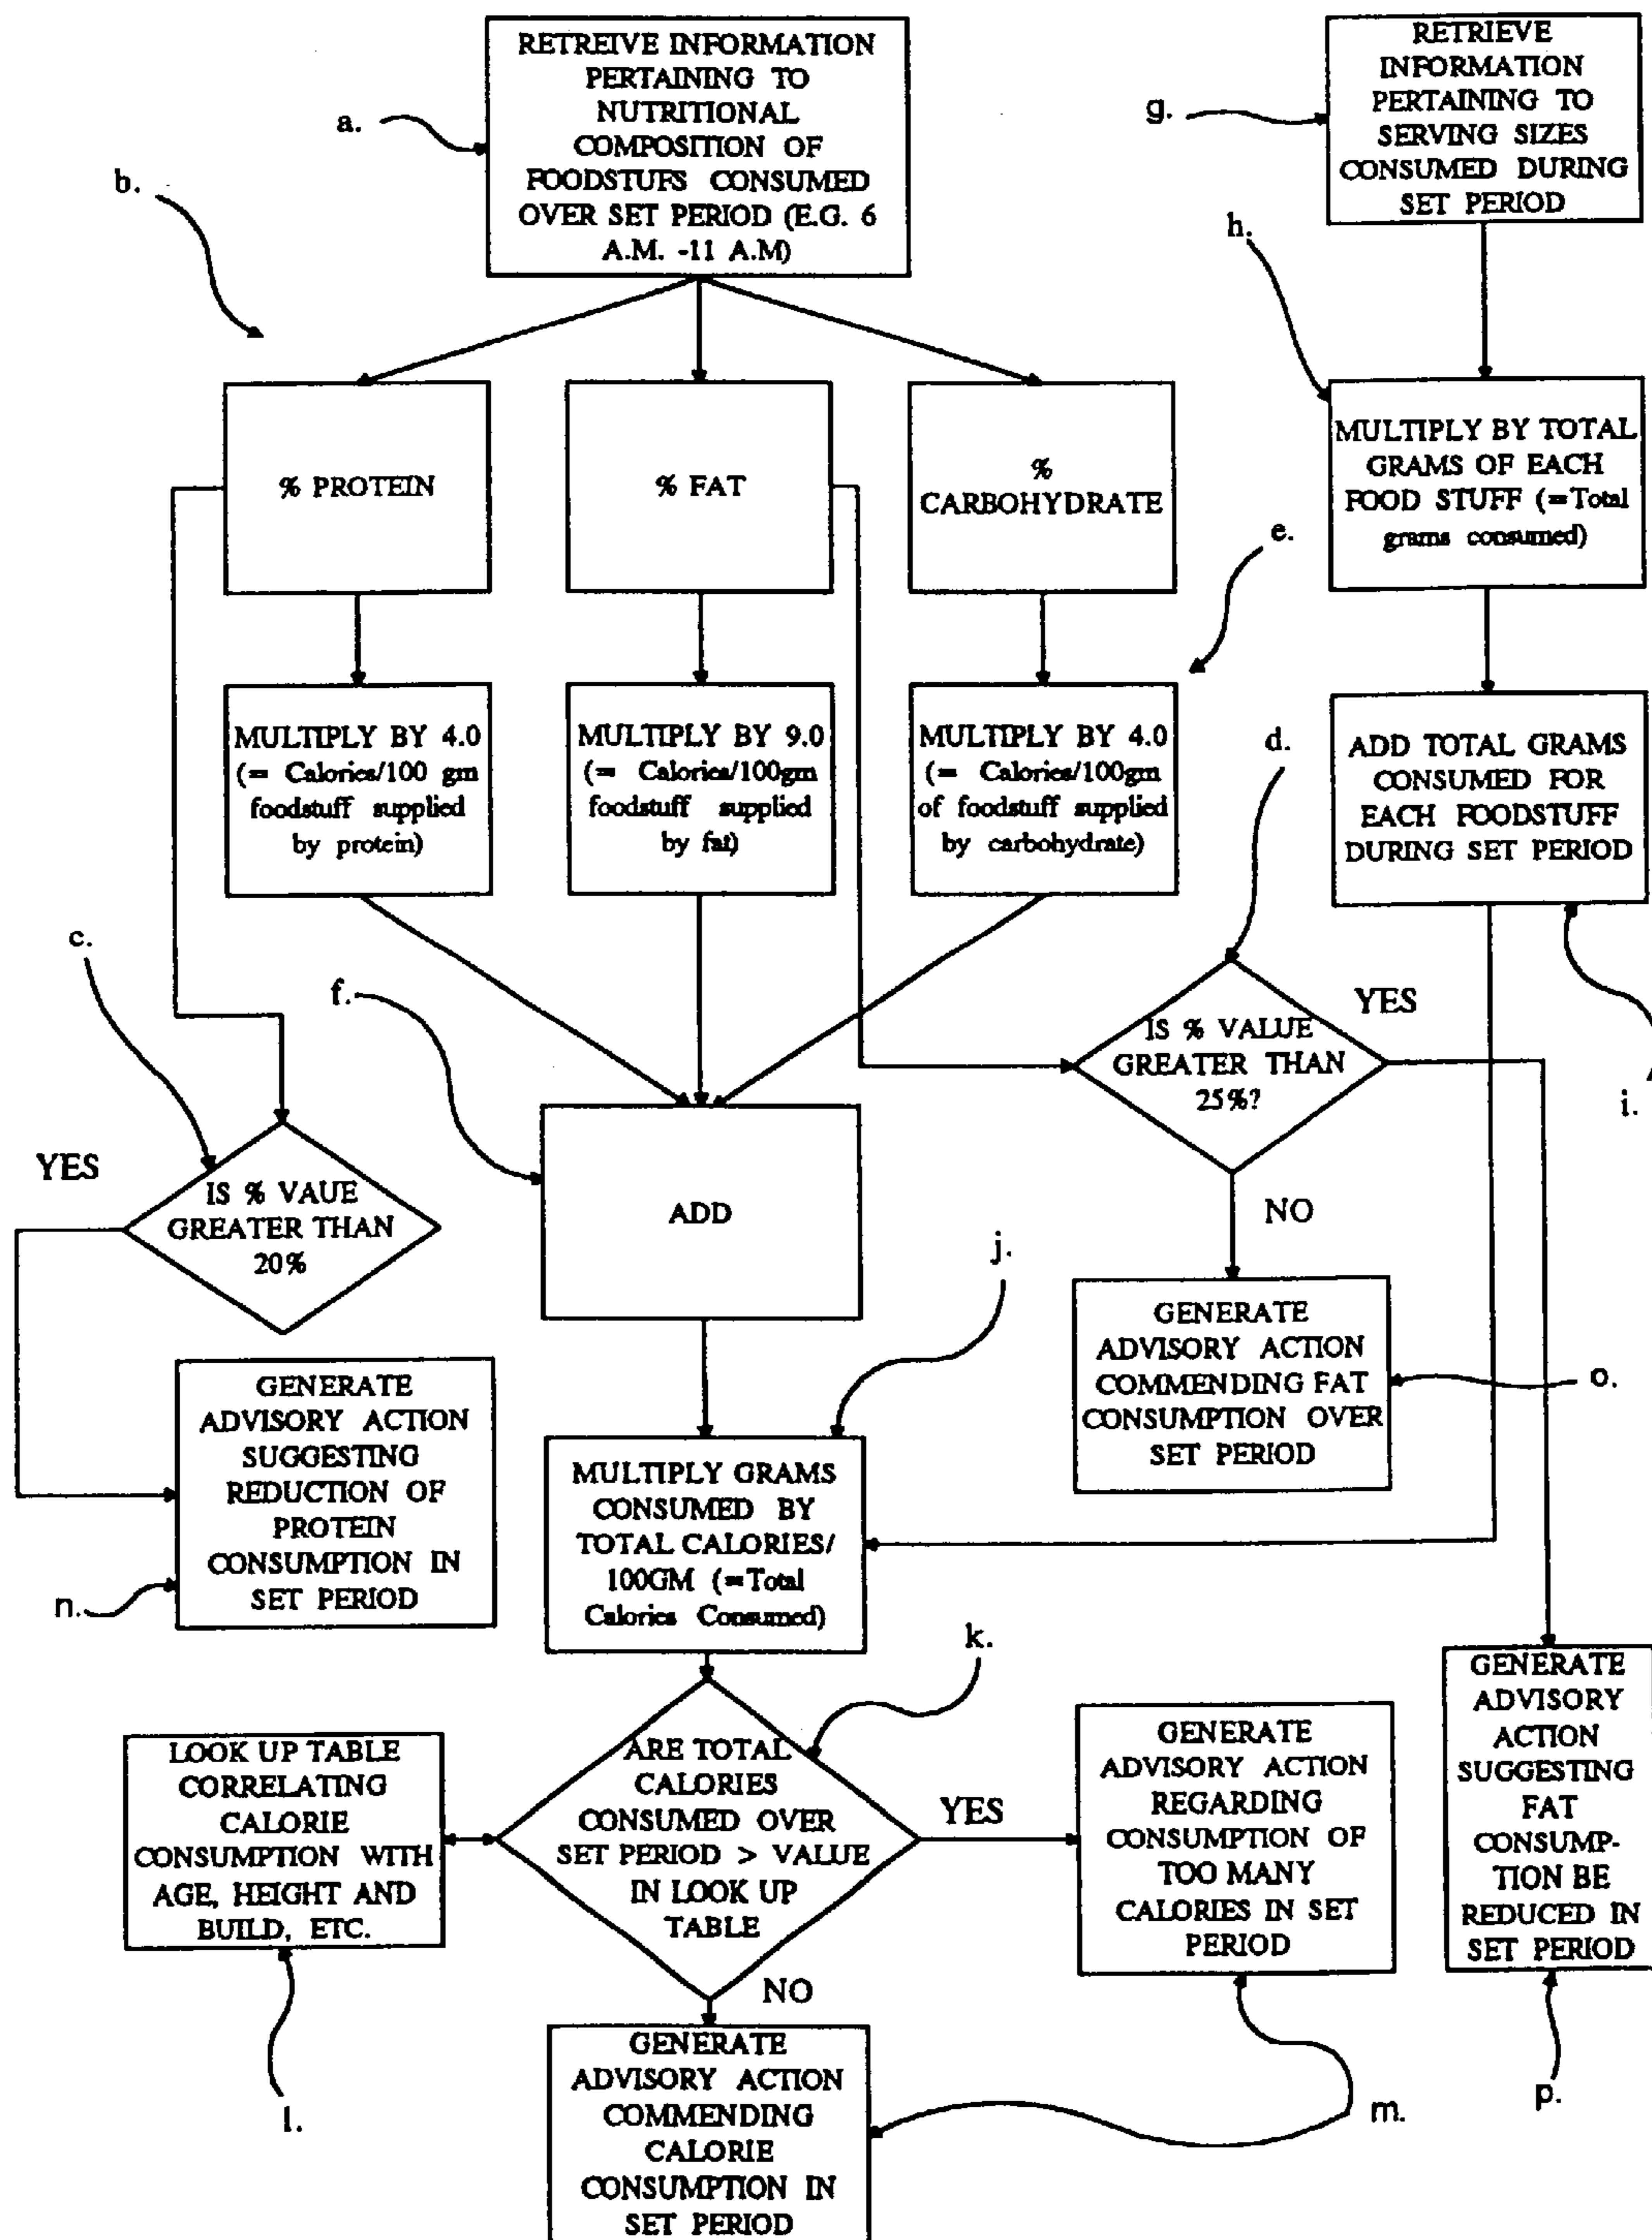 a.
RETREIVE INFORMATION
PERTAINING TO
NUTRITIONAL
COMPOSITION OF
FOODSTUFS CONSUMED
OVER SET PERIOD (E.G. 6
A.M. -11 A.M)
g.
RETRIEVE
INFORMATION
PERTAINING TO
SERVING SIZES
CONSUMED DURING
SET PERIOD
b.
h.
% PROTEIN
% FAT
%
CARBOHYDRATE
MULTIPLY BY TOTAL
GRAMS OF EACH
FOOD STUFF (=Total
grams consumed)
e.
MULTIPLY BY 4.0
(= Calories/100 gm
foodstuff supplied
by protein)
MULTIPLY BY 9.0
(= Calories/100gm
foodstuff supplied
by fat)
MULTIPLY BY 4.0
(= Calories/100gm
of foodstuff supplied
by carbohydrate)
d.
ADD TOTAL GRAMS
CONSUMED FOR
EACH FOODSTUFF
DURING SET PERIOD
c.
f.
IS % VALUE
GREATER THAN
25%?
YES
i.
YES
IS % VAUE
GREATER THAN
20%
ADD
NO
j.
GENERATE
ADVISORY ACTION
COMMENDING FAT
CONSUMPTION OVER
SET PERIOD
o.
GENERATE
ADVISORY ACTION
SUGGESTING
REDUCTION OF
PROTEIN
CONSUMPTION IN
SET PERIOD
n.
MULTIPLY GRAMS
CONSUMED BY
TOTAL CALORIES/
100GM (=Total
Calories Consumed)
k.
LOOK UP TABLE
CORRELATING
CALORIE
CONSUMPTION WITH
AGE, HEIGHT AND
BUILD, ETC.
l.
ARE TOTAL
CALORIES
CONSUMED OVER
SET PERIOD > VALUE
IN LOOK UP
TABLE
YES
GENERATE
ADVISORY ACTION
REGARDING
CONSUMPTION OF
TOO MANY
CALORIES IN SET
PERIOD
GENERATE
ADVISORY
ACTION
SUGGESTING
FAT
CONSUMP-
TION BE
REDUCED IN
SET PERIOD
p.
NO
GENERATE
ADVISORY ACTION
COMMENDING
CALORIE
CONSUMPTION IN
SET PERIOD
m.